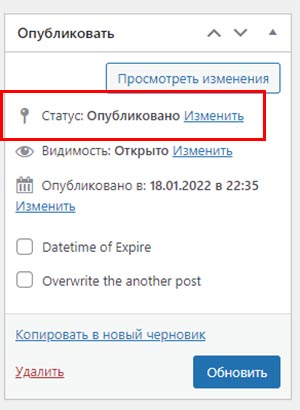 Опубликовать
Просмотреть изменения
Статус: Опубликовано Изменить
Видимость: Открыто Изменить
Опубликовано в: 18.01.2022 в 22:35
Изменить
Datetime of Expire
Overwrite the another post
Копировать в новый черновик
Удалить
Обновить